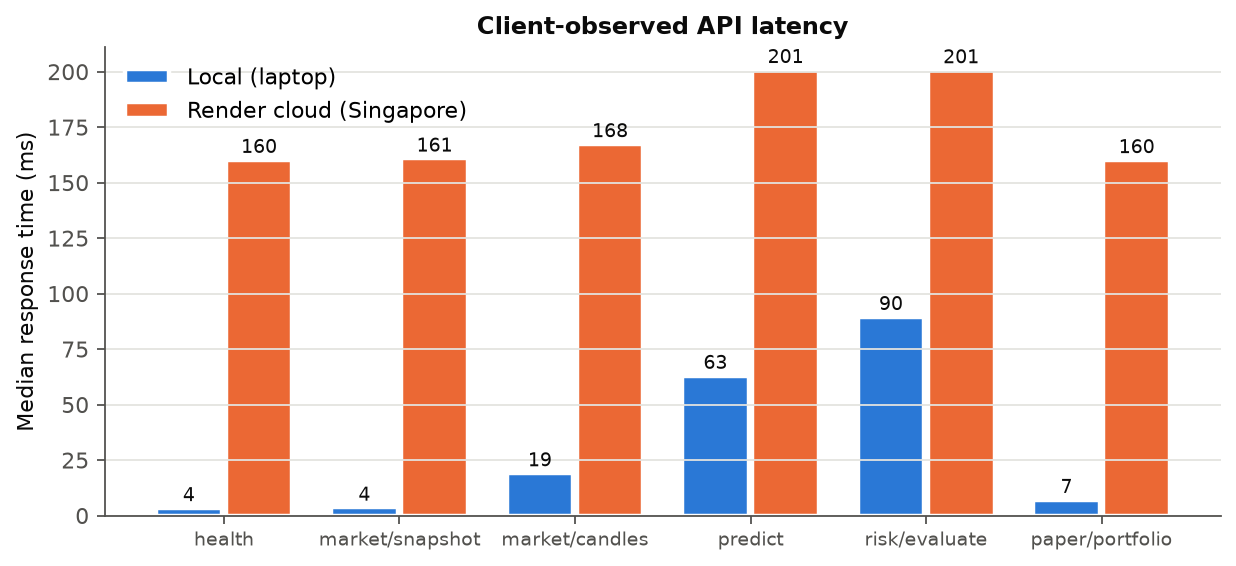 Client-observed API latency
Local (laptop)
Render cloud (Singapore)
Median response time (ms)
200
175
150
125
100
75
50
25
0
4
160
4
161
19
168
63
201
90
201
7
160
health
market/snapshot
market/candles
predict
risk/evaluate
paper/portfolio